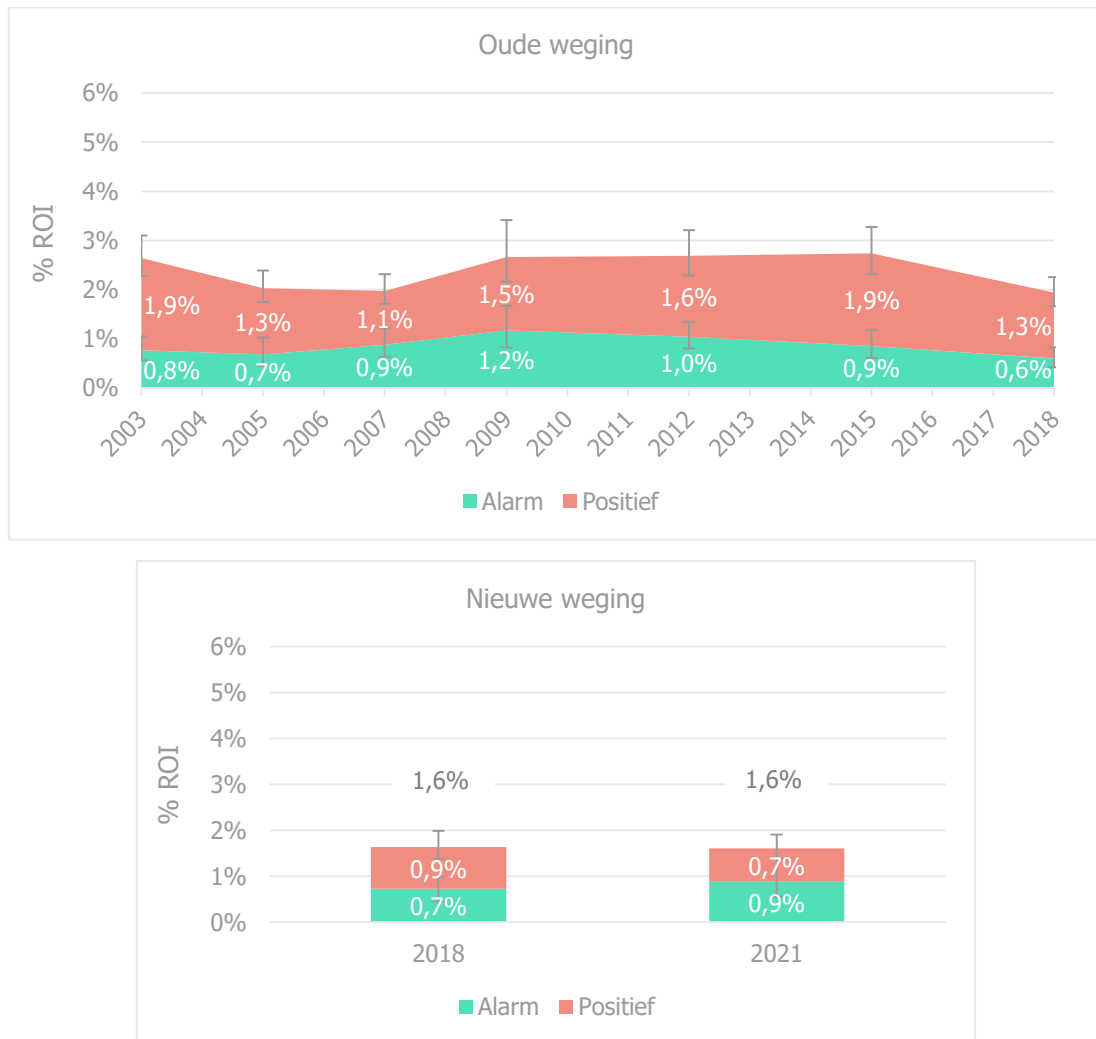 Oude weging
6%
5%
4%
3%
2%
1%
0%
% ROI
1,9% 1,3% 1,1% 1,5% 1,6% 1,9% 1,3%
0,8% 0,7% 0,9% 1,2% 1,0% 0,9% 0,6%
2003 2004 2005 2006 2007 2008 2009 2010 2011 2012 2013 2014 2015 2016 2017 2018
Alarm Positief
Nieuwe weging
6%
5%
4%
3%
2%
1%
0%
% ROI
1,6% 1,6%
0,9% 0,7%
0,7% 0,9%
2018 2021
Alarm Positief